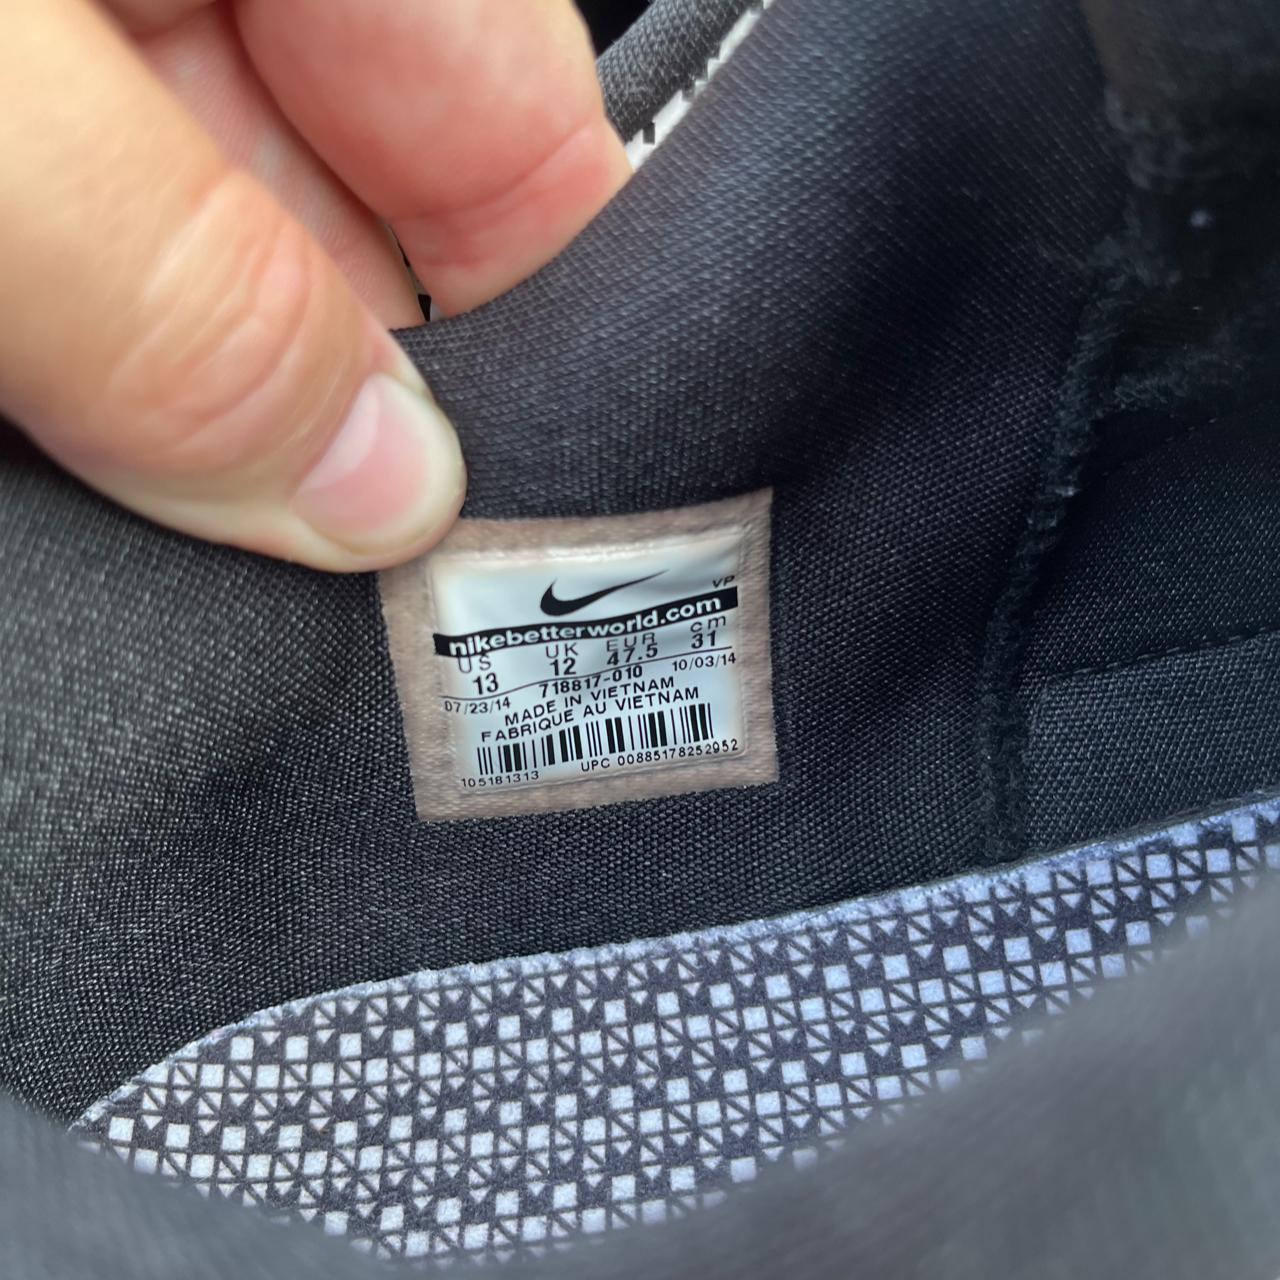 VP
nikebetterworld.com
US UK EUR cm
13 12 47.5 31
07/23/14 718817-010 10/03/14
MADE IN VIETNAM
FABRIQUE AU VIETNAM
105181313 UPC 00885178252952